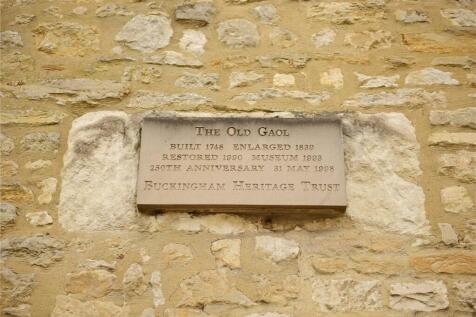 The Old Gaol
Built 1748 Enlarged 1839
Restored 1990 Museum 1993
250th Anniversary 31 May 1998
Buckingham Heritage Trust